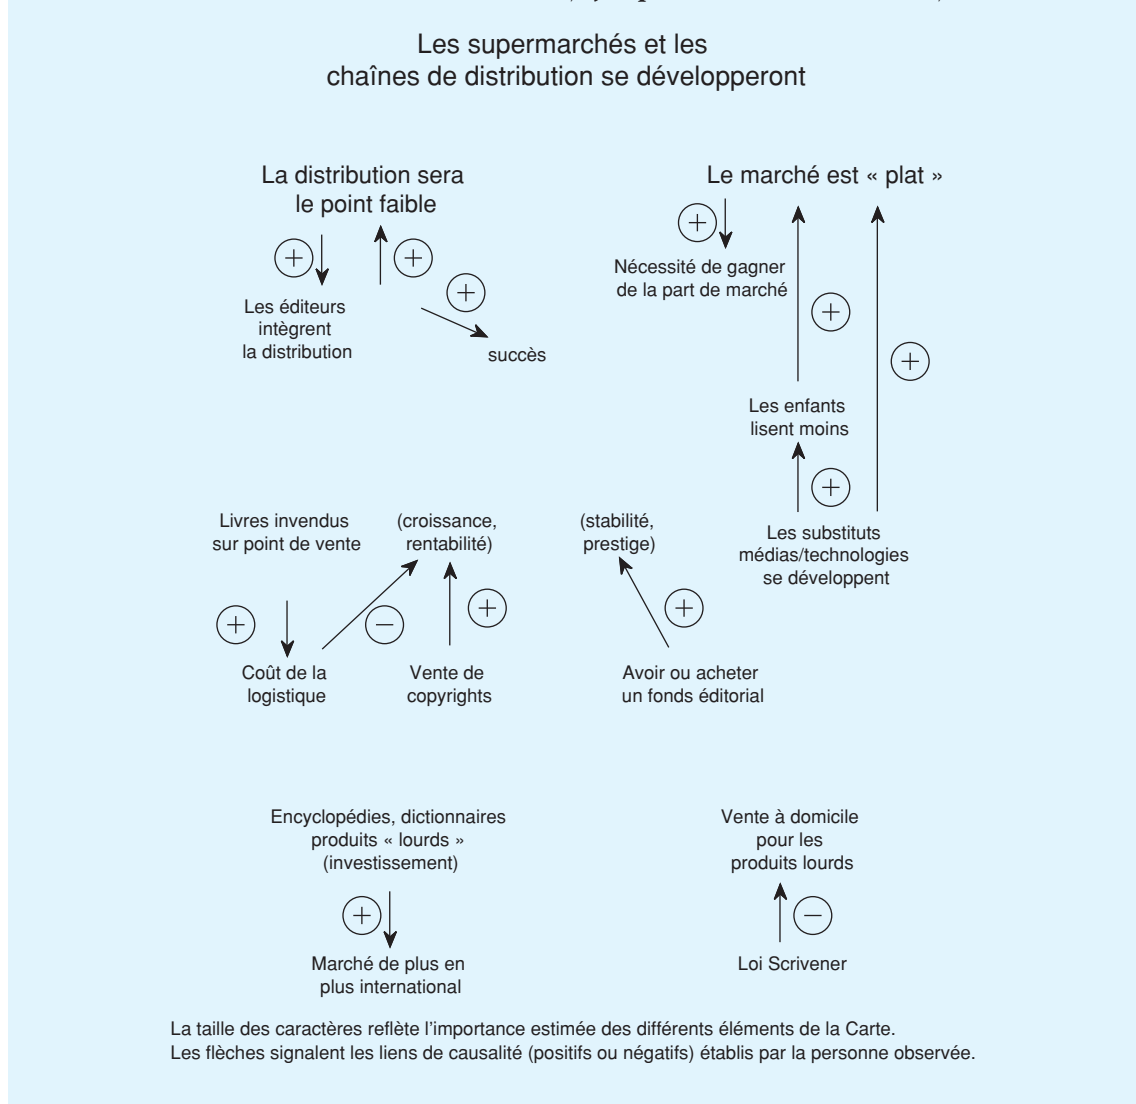 Les supermarchés et les
chaînes de distribution se développeront
La distribution sera
le point faible
Le marché est « plat »
+
+
+
+
Nécessité de gagner
de la part de marché
Les éditeurs
intègrent
la distribution
succès
+
+
Les enfants
lisent moins
+
Livres invendus
sur point de vente
(croissance,
rentabilité)
(stabilité,
prestige)
Les substituts
médias/technologies
se développent
+
−
+
+
Coût de la
logistique
Vente de
copyrights
Avoir ou acheter
un fonds éditorial
Encyclopédies, dictionnaires
produits « lourds »
(investissement)
Vente à domicile
pour les
produits lourds
+
−
Marché de plus en
plus international
Loi Scrivener
La taille des caractères reflète l'importance estimée des différents éléments de la Carte.
Les flèches signalent les liens de causalité (positifs ou négatifs) établis par la personne observée.